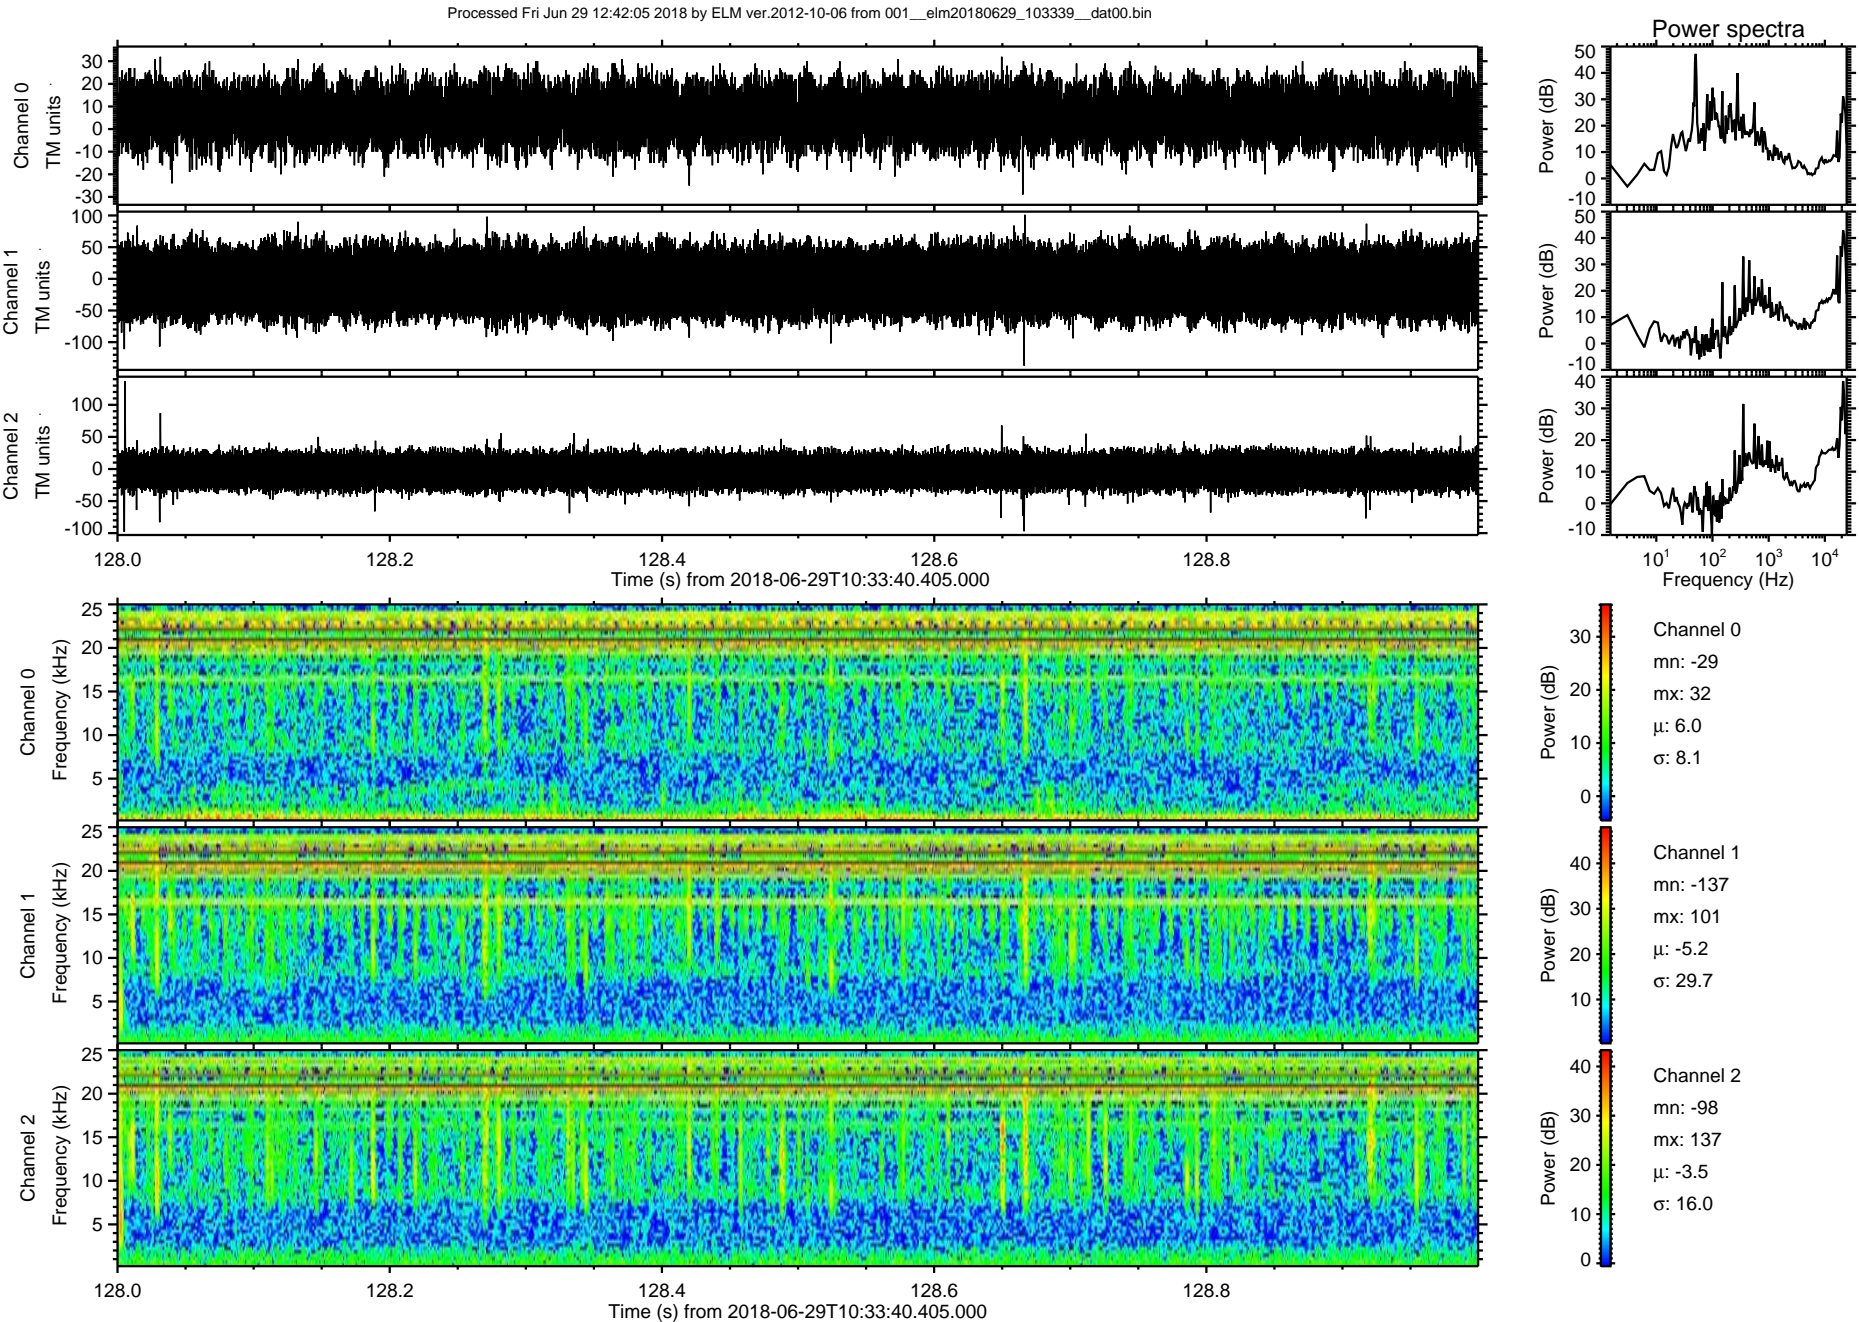 Processed Fri Jun 29 12:42:05 2018 by ELM ver.2012-10-06 from 001__elm20180629_103339__dat00.bin
Power spectra
Channel 0
TM units
30
20
10
0
-10
-20
-30
Power (dB)
50
40
30
20
10
0
-10
Channel 1
TM units
100
50
0
-50
-100
Power (dB)
50
40
30
20
10
0
-10
Channel 2
TM units
100
50
0
-50
-100
Power (dB)
40
30
20
10
0
-10
128.0 128.2 128.4 128.6 128.8
Time (s) from 2018-06-29T10:33:40.405.000
10^1 10^2 10^3 10^4
Frequency (Hz)
Channel 0
Frequency (kHz)
25
20
15
10
5
Power (dB)
30
20
10
0
Channel 0
mn: -29
mx: 32
μ: 6.0
σ: 8.1
Channel 1
Frequency (kHz)
25
20
15
10
5
Power (dB)
40
30
20
10
Channel 1
mn: -137
mx: 101
μ: -5.2
σ: 29.7
Channel 2
Frequency (kHz)
25
20
15
10
5
Power (dB)
40
30
20
10
0
Channel 2
mn: -98
mx: 137
μ: -3.5
σ: 16.0
128.0 128.2 128.4 128.6 128.8
Time (s) from 2018-06-29T10:33:40.405.000